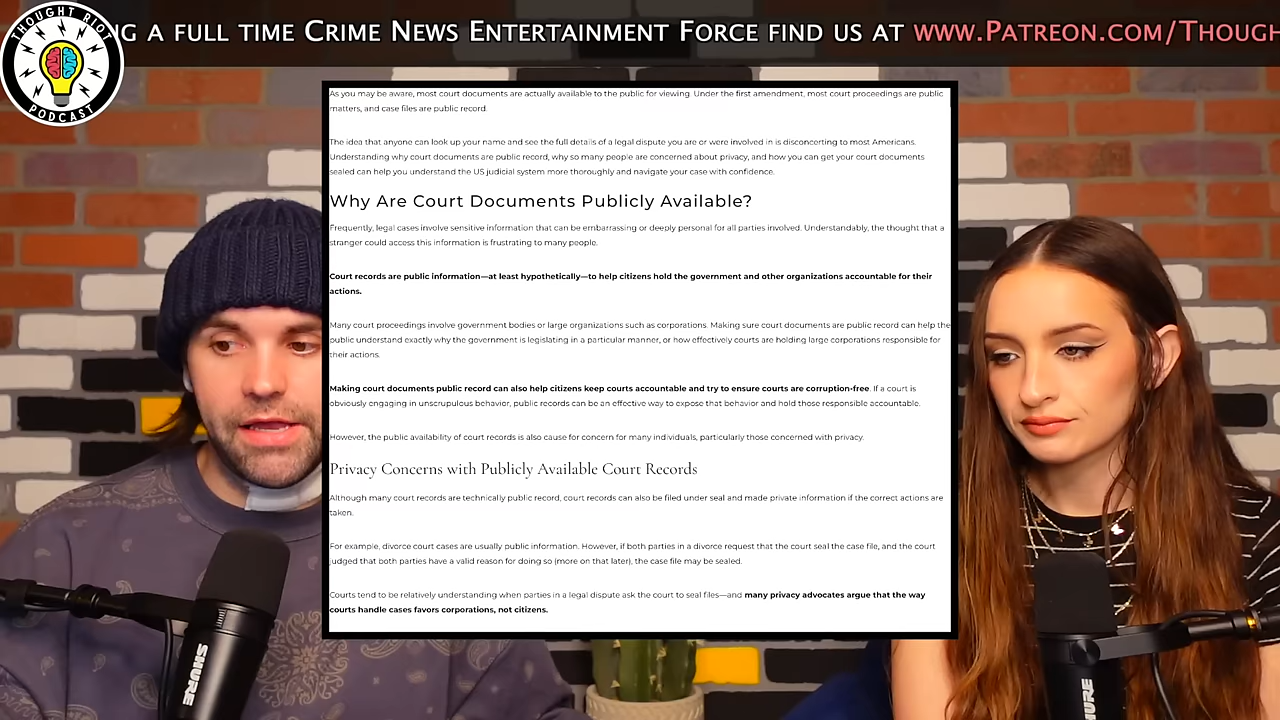 NG A FULL TIME CRIME NEWS ENTERTAINMENT FORCE FIND US AT WWW.PATREON.COM/THOUGH
THOUGHT RIOT
PODCAST
As you may be aware, most court documents are actually available to the public for viewing. Under the first amendment, most court proceedings are public
matters, and case files are public record.
The idea that anyone can look up your name and see the full details of a legal dispute you are or were involved in is disconcerting to most Americans.
Understanding why court documents are public record, why so many people are concerned about privacy, and how you can get your court documents
sealed can help you understand the US judicial system more thoroughly and navigate your case with confidence.
Why Are Court Documents Publicly Available?
Frequently, legal cases involve sensitive information that can be embarrassing or deeply personal for all parties involved. Understandably, the thought that a
stranger could access this information is frustrating to many people.
Court records are public information—at least hypothetically—to help citizens hold the government and other organizations accountable for their
actions.
Many court proceedings involve government bodies or large organizations such as corporations. Making sure court documents are public record can help the
public understand exactly why the government is legislating in a particular manner, or how effectively courts are holding large corporations responsible for
their actions.
Making court documents public record can also help citizens keep courts accountable and try to ensure courts are corruption-free. If a court is
obviously engaging in unscrupulous behavior, public records can be an effective way to expose that behavior and hold those responsible accountable.
However, the public availability of court records is also cause for concern for many individuals, particularly those concerned with privacy.
Privacy Concerns with Publicly Available Court Records
Although many court records are technically public record, court records can also be filed under seal and made private information if the correct actions are
taken.
For example, divorce court cases are usually public information. However, if both parties in a divorce request that the court seal the case file, and the court
judged that both parties have a valid reason for doing so (more on that later), the case file may be sealed.
Courts tend to be relatively understanding when parties in a legal dispute ask the court to seal files—and many privacy advocates argue that the way
courts handle cases favors corporations, not citizens.
SHURE
URE